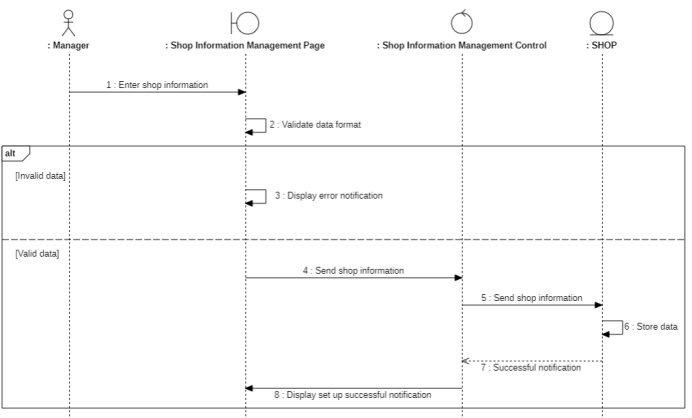 : Manager
: Shop Information Management Page
: Shop Information Management Control
: SHOP
1 : Enter shop information
2 : Validate data format
alt
[Invalid data]
3 : Display error notification
[Valid data]
4 : Send shop information
5 : Send shop information
6 : Store data
7 : Successful notification
8 : Display set up successful notification